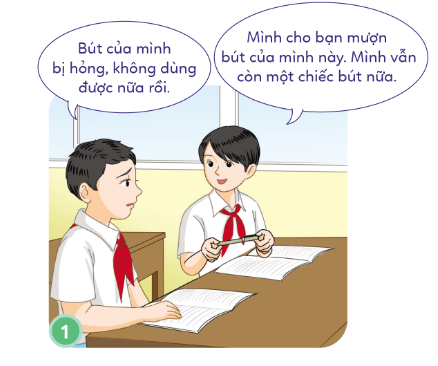 Bút của mình
bị hỏng, không dùng
được nữa rồi.
Mình cho bạn mượn
bút của mình này. Mình vẫn
còn một chiếc bút nữa.
1